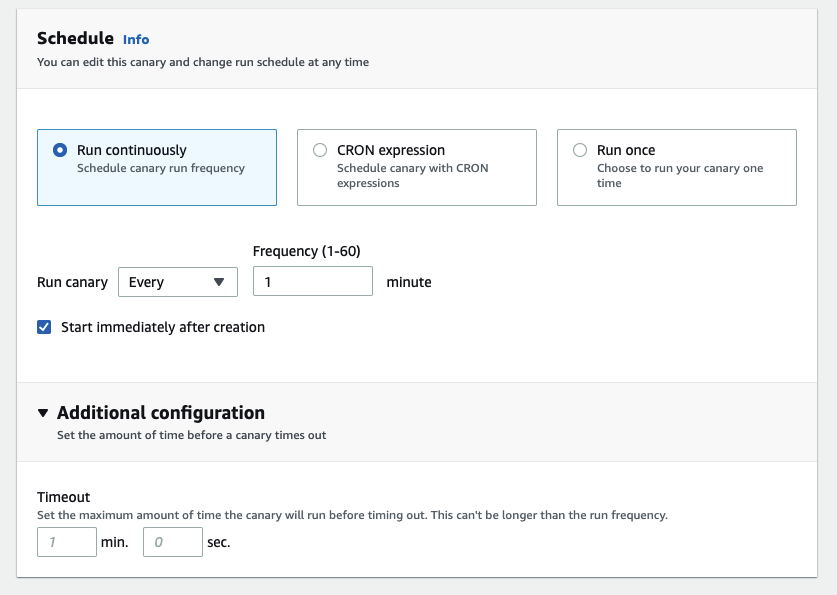 Schedule Info
You can edit this canary and change run schedule at any time
Run continuously
Schedule canary run frequency
CRON expression
Schedule canary with CRON
expressions
Run once
Choose to run your canary one
time
Frequency (1-60)
Run canary Every 1 minute
Start immediately after creation
Additional configuration
Set the amount of time before a canary times out
Timeout
Set the maximum amount of time the canary will run before timing out. This can't be longer than the run frequency.
1 min. 0 sec.